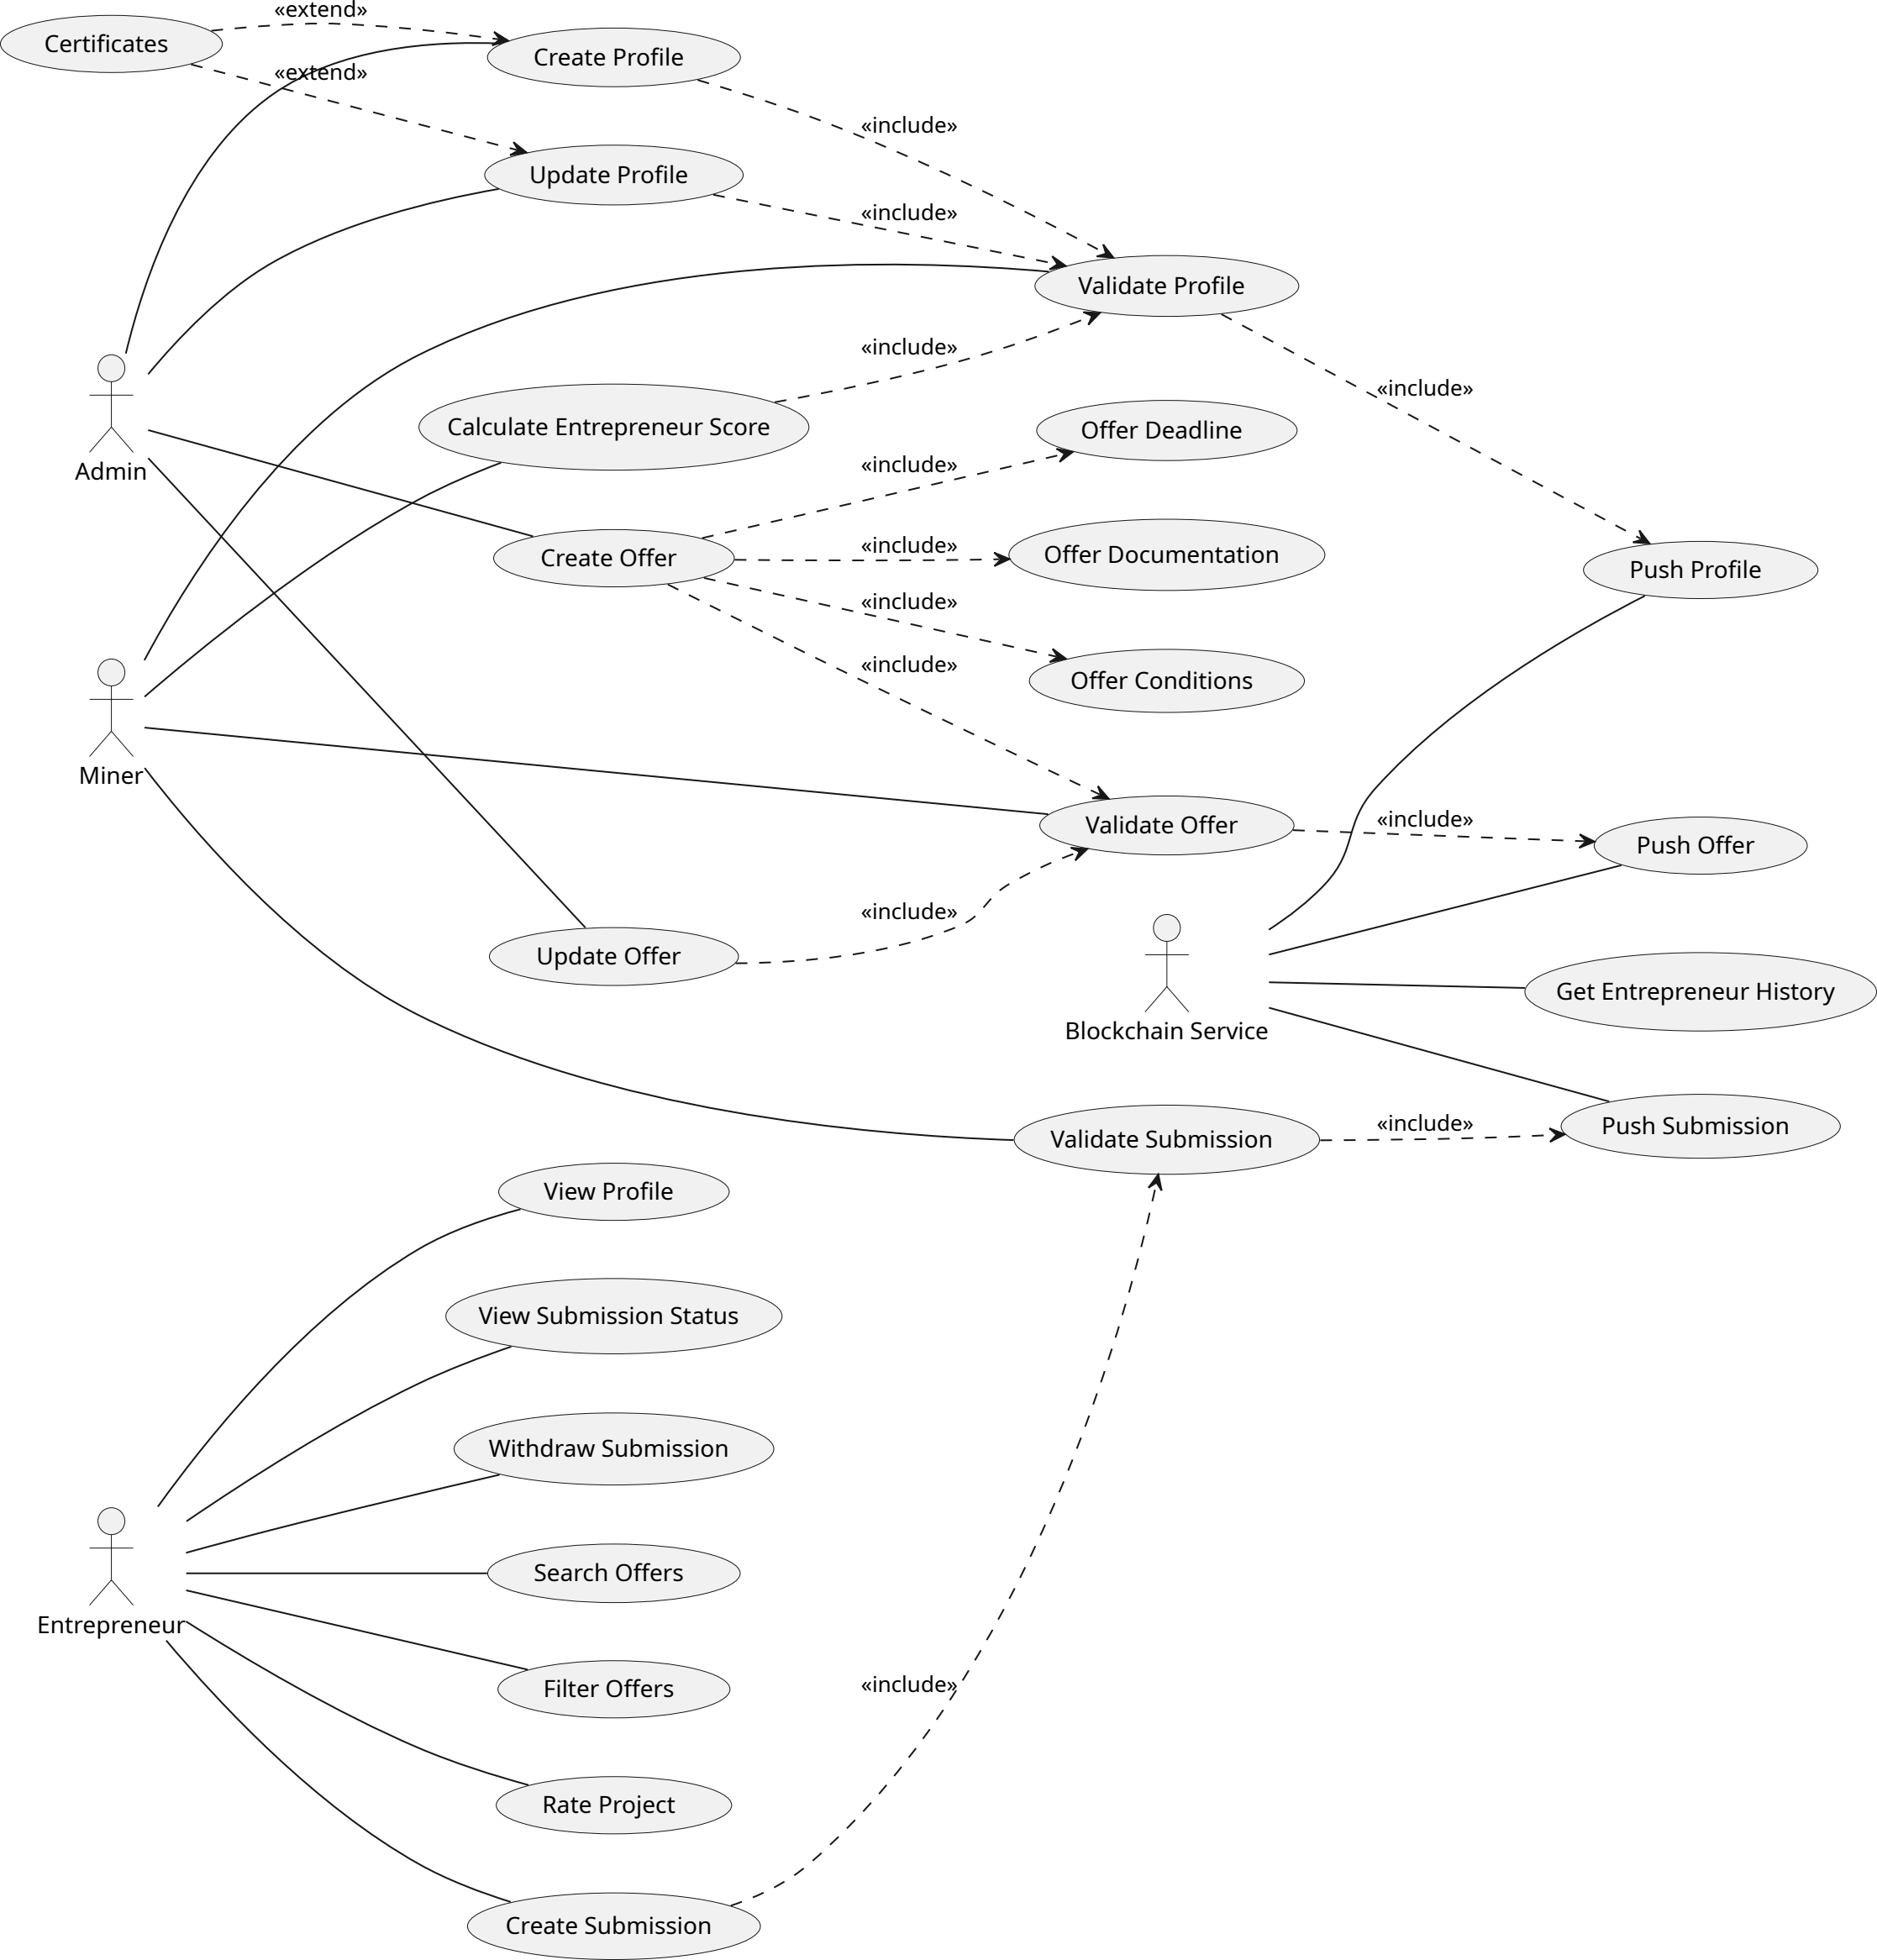 «extend»
Certificates
Create Profile
«extend»
«include»
Update Profile
«include»
Validate Profile
«include»
«include»
Calculate Entrepreneur Score
Offer Deadline
Admin
«include»
Create Offer
«include»
Offer Documentation
Push Profile
«include»
«include»
Offer Conditions
Miner
Validate Offer
«include»
Push Offer
«include»
Update Offer
Get Entrepreneur History
Blockchain Service
Validate Submission
«include»
Push Submission
View Profile
View Submission Status
Withdraw Submission
Search Offers
Entrepreneur
Filter Offers
«include»
Rate Project
Create Submission